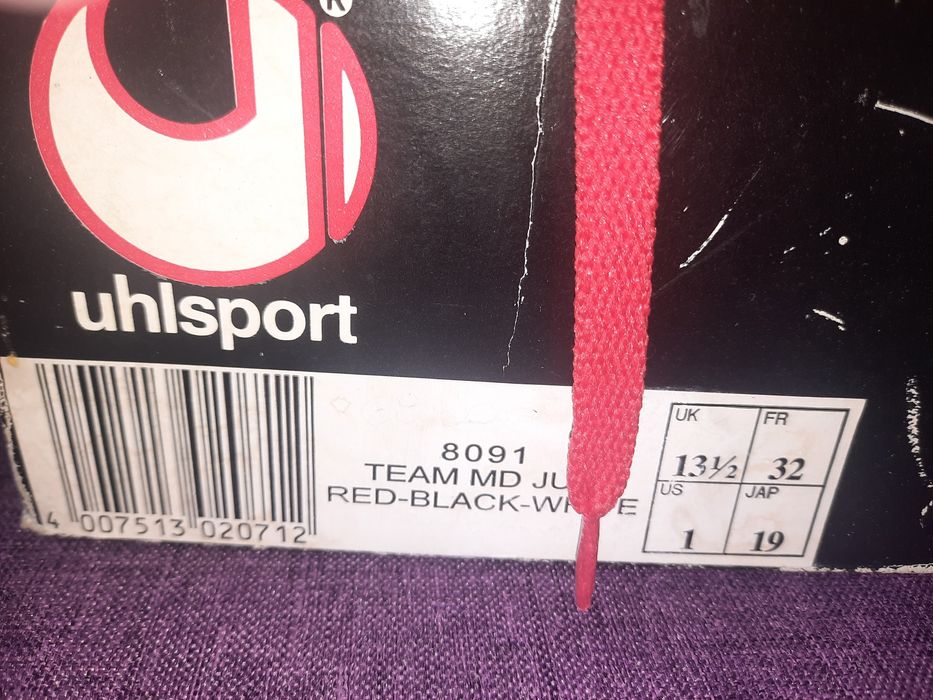 ®
uhlsport
8091
TEAM MD JU
RED-BLACK-WH E
4 007513 020712
UK 13½ FR 32
US 1 JAP 19